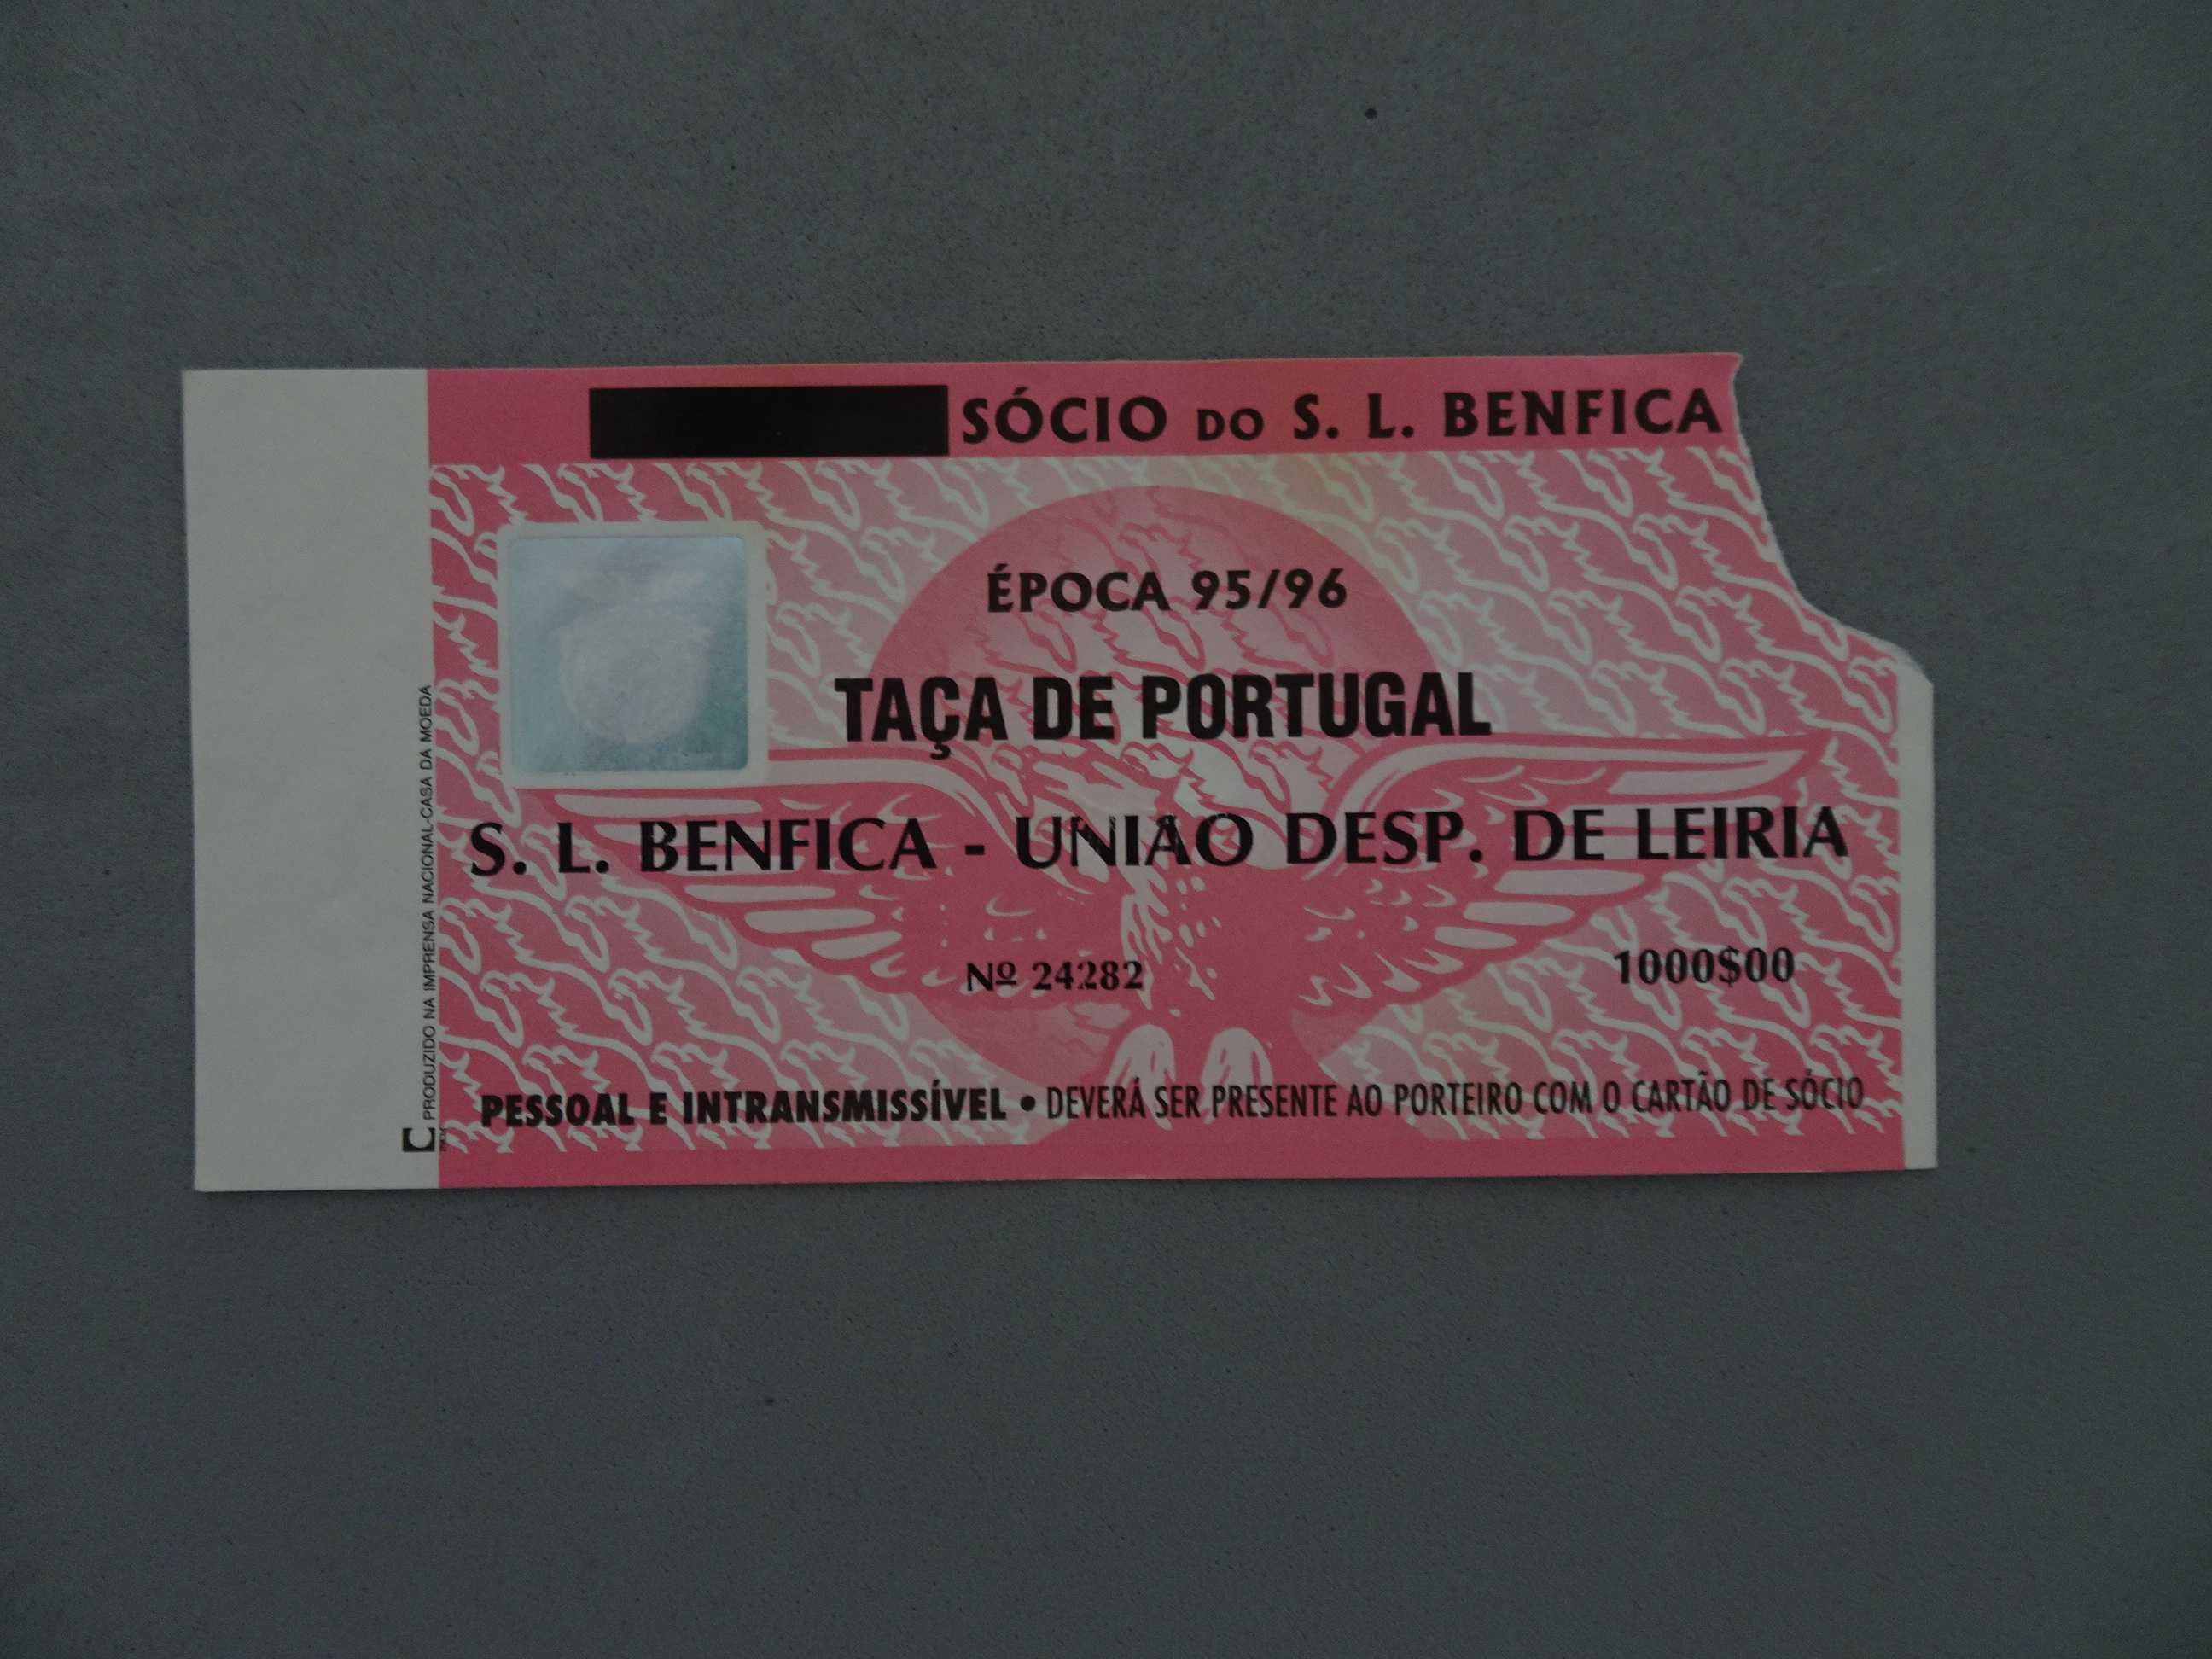 SÓCIO DO S. L. BENFICA
ÉPOCA 95/96
TAÇA DE PORTUGAL
S. L. BENFICA - UNIÃO DESP. DE LEIRIA
Nº 24282
1000$00
PESSOAL E INTRANSMISSÍVEL • DEVERÁ SER PRESENTE AO PORTEIRO COM O CARTÃO DE SÓCIO
PRODUZIDO NA IMPRENSA NACIONAL-CASA DA MOEDA